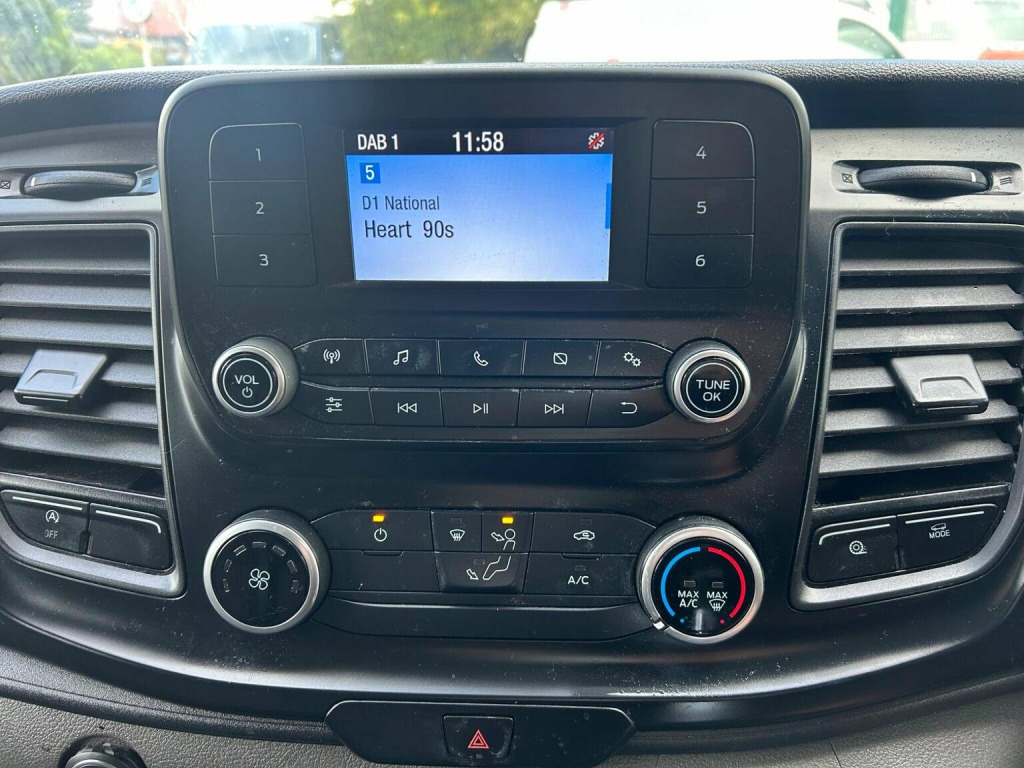 DAB 1 11:58
5
D1 National
Heart 90s
1
2
3
4
5
6
VOL
TUNE
OK
A
OFF
A/C
MAX
A/C
MAX
MODE